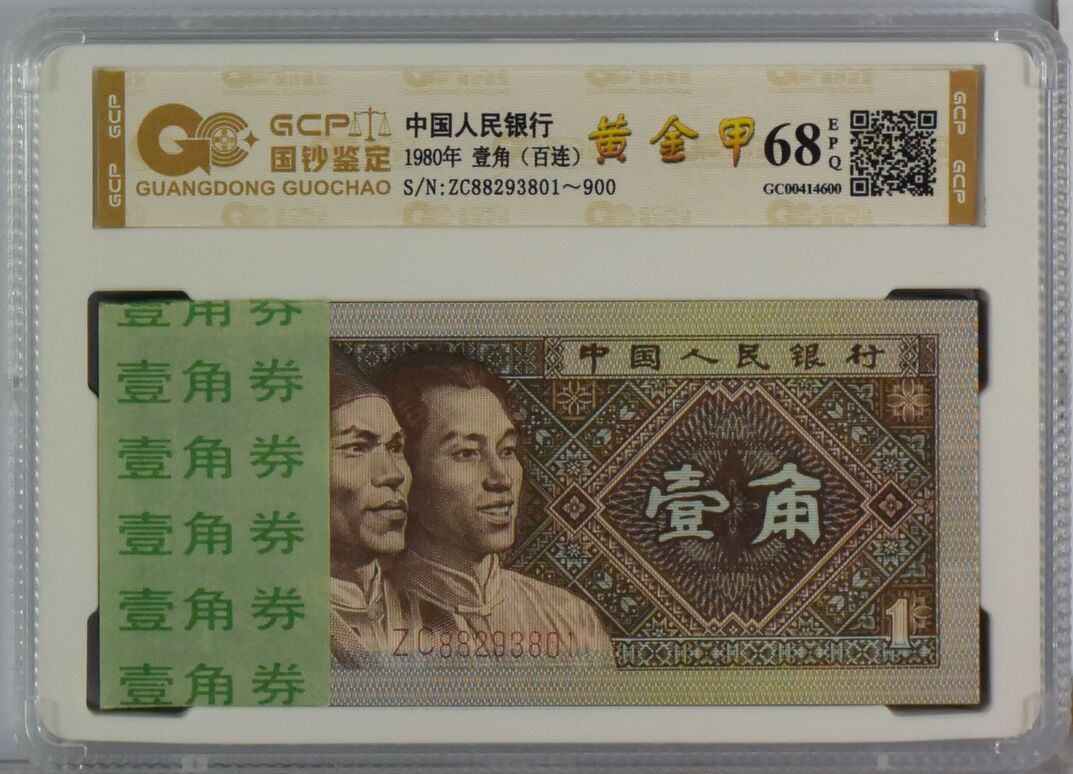 GCP
GCP
GCP
国钞鉴定
GUANGDONG GUOCHAO
中国人民银行
1980年 壹角（百连）
S/N:ZC88293801～900
黄金甲
68
EPQ
GC00414600
GCP
GCP
壹角券
壹角券
壹角券
壹角券
壹角券
壹角券
中国人民银行
壹角
ZC88293801
1